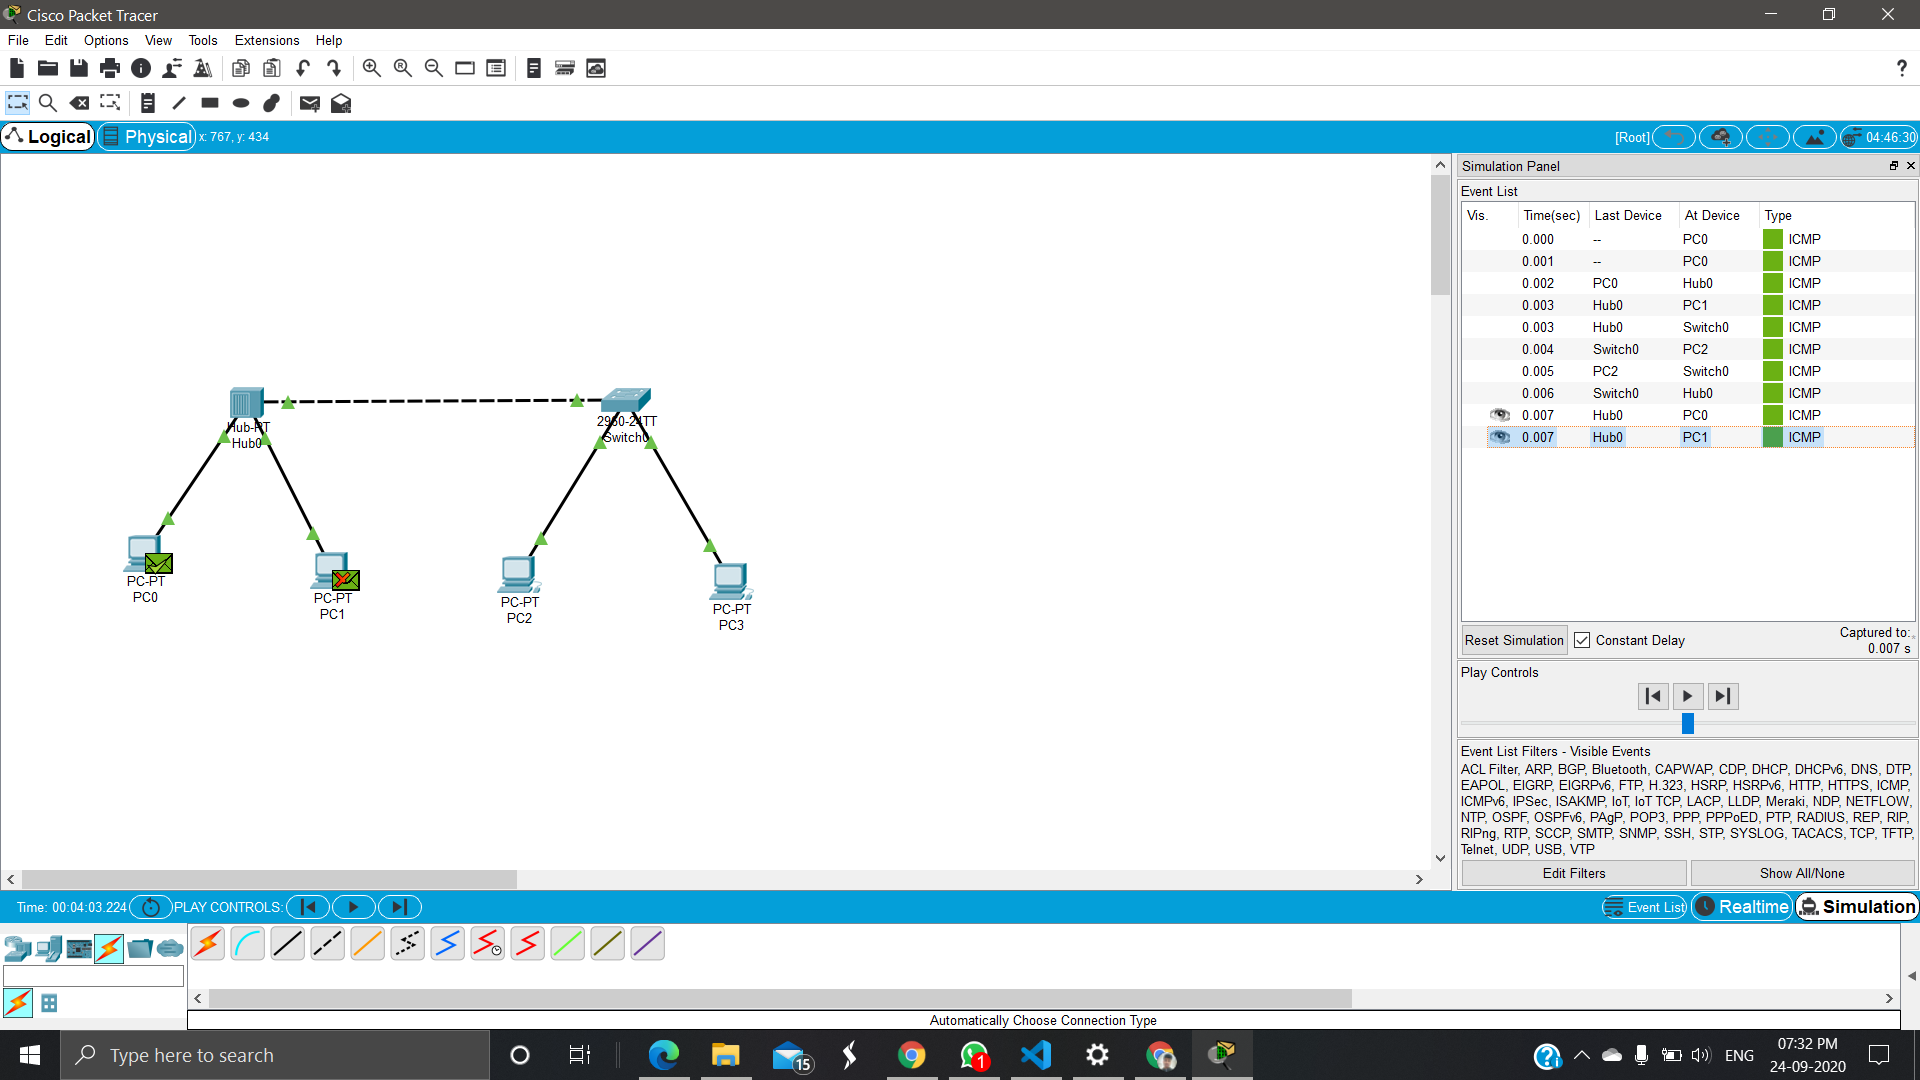 Cisco Packet Tracer
File Edit Options View Tools Extensions Help
Logical Physical x: 767, y: 434 [Root] 04:46:30
Simulation Panel
Event List
Vis. Time(sec) Last Device At Device Type
0.000 -- PC0 ICMP
0.001 -- PC0 ICMP
0.002 PC0 Hub0 ICMP
0.003 Hub0 PC1 ICMP
0.003 Hub0 Switch0 ICMP
0.004 Switch0 PC2 ICMP
0.005 PC2 Switch0 ICMP
0.006 Switch0 Hub0 ICMP
0.007 Hub0 PC0 ICMP
0.007 Hub0 PC1 ICMP
Hub-PT
Hub0
2960-24TT
Switch0
PC-PT
PC0
PC-PT
PC1
PC-PT
PC2
PC-PT
PC3
Reset Simulation Constant Delay Captured to:
0.007 s
Play Controls
Event List Filters - Visible Events
ACL Filter, ARP, BGP, Bluetooth, CAPWAP, CDP, DHCP, DHCPv6, DNS, DTP,
EAPOL, EIGRP, EIGRPv6, FTP, H.323, HSRP, HSRPv6, HTTP, HTTPS, ICMP,
ICMPv6, IPSec, ISAKMP, IoT, IoT TCP, LACP, LLDP, Meraki, NDP, NETFLOW,
NTP, OSPF, OSPFv6, PAgP, POP3, PPP, PPPoED, PTP, RADIUS, REP, RIP,
RIPng, RTP, SCCP, SMTP, SNMP, SSH, STP, SYSLOG, TACACS, TCP, TFTP,
Telnet, UDP, USB, VTP
Edit Filters Show All/None
Time: 00:04:03.224 PLAY CONTROLS: Event List Realtime Simulation
Automatically Choose Connection Type
Type here to search 15 1 ENG 07:32 PM
24-09-2020